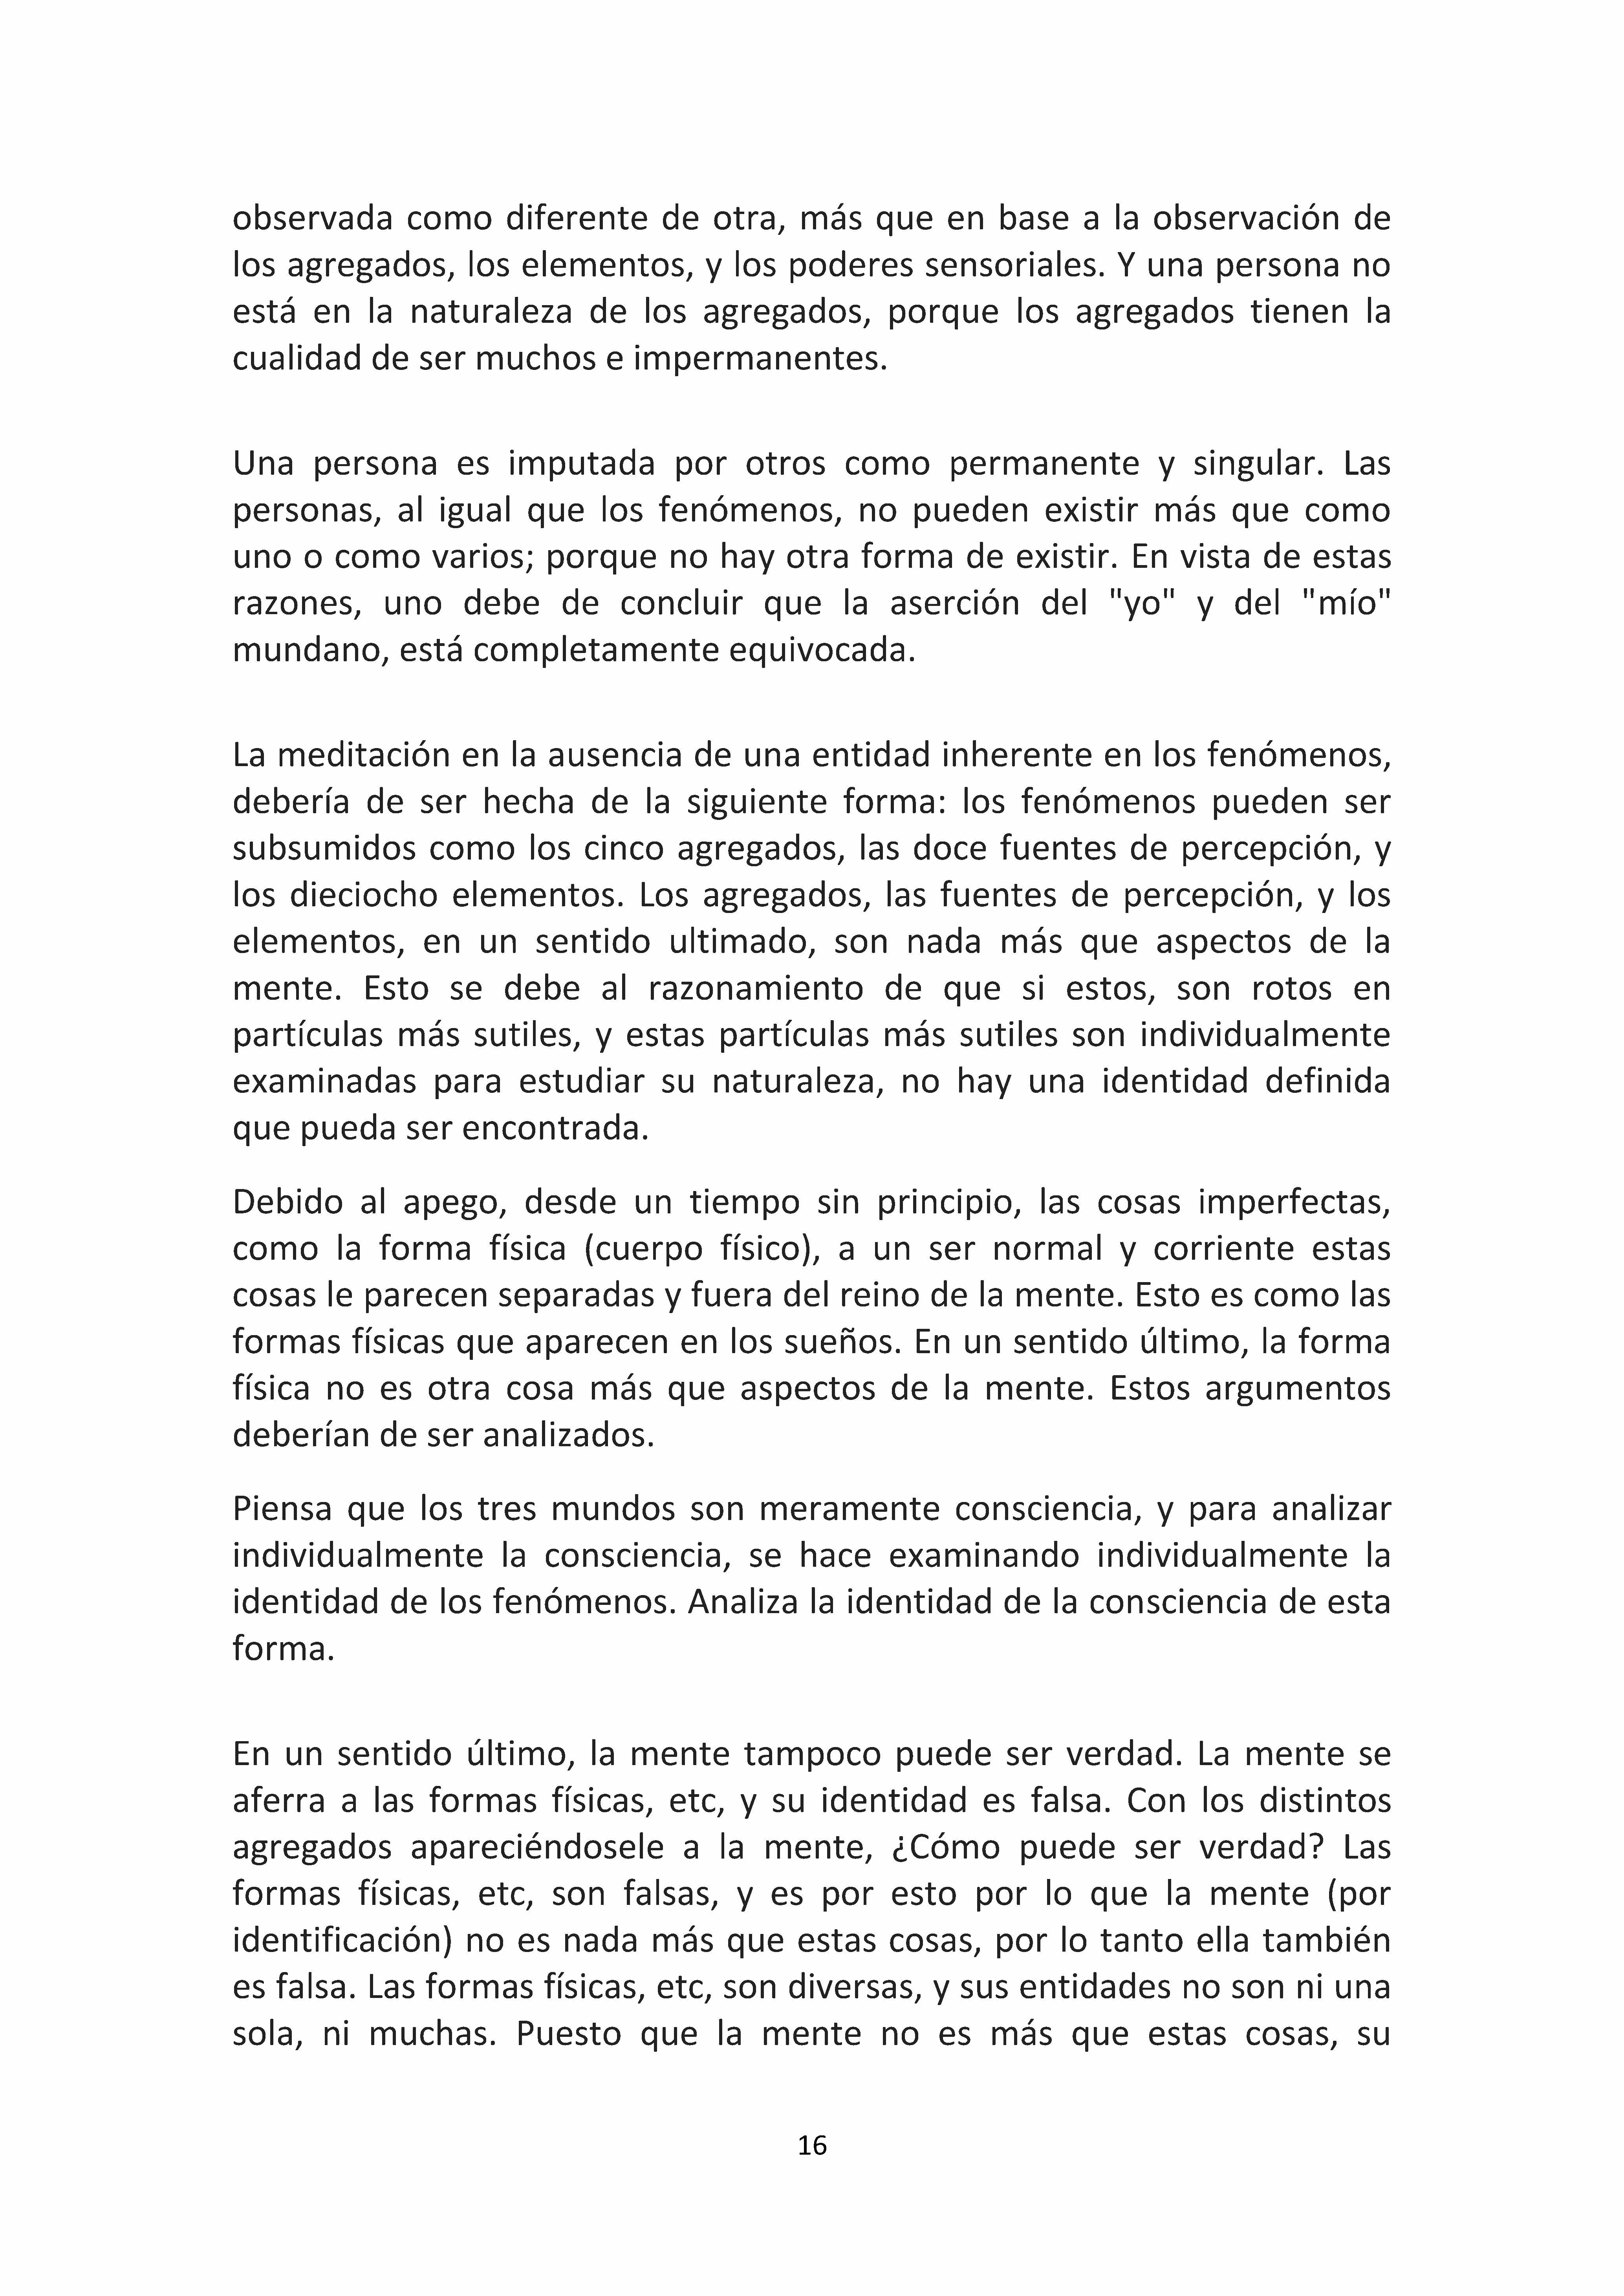 observada como diferente de otra, más que en base a la observación de
los agregados, los elementos, y los poderes sensoriales. Y una persona no
está en la naturaleza de los agregados, porque los agregados tienen la
cualidad de ser muchos e impermanentes.
Una persona es imputada por otros como permanente y singular. Las
personas, al igual que los fenómenos, no pueden existir más que como
uno o como varios; porque no hay otra forma de existir. En vista de estas
razones, uno debe de concluir que la aserción del "yo" y del "mío"
mundano, está completamente equivocada.
La meditación en la ausencia de una entidad inherente en los fenómenos,
debería de ser hecha de la siguiente forma: los fenómenos pueden ser
subsumidos como los cinco agregados, las doce fuentes de percepción, y
los dieciocho elementos. Los agregados, las fuentes de percepción, y los
elementos, en un sentido ultimado, son nada más que aspectos de la
mente. Esto se debe al razonamiento de que si estos, son rotos en
partículas más sutiles, y estas partículas más sutiles son individualmente
examinadas para estudiar su naturaleza, no hay una identidad definida
que pueda ser encontrada.
Debido al apego, desde un tiempo sin principio, las cosas imperfectas,
como la forma física (cuerpo físico), a un ser normal y corriente estas
cosas le parecen separadas y fuera del reino de la mente. Esto es como las
formas físicas que aparecen en los sueños. En un sentido último, la forma
física no es otra cosa más que aspectos de la mente. Estos argumentos
deberían de ser analizados.
Piensa que los tres mundos son meramente consciencia, y para analizar
individualmente la consciencia, se hace examinando individualmente la
identidad de los fenómenos. Analiza la identidad de la consciencia de esta
forma.
En un sentido último, la mente tampoco puede ser verdad. La mente se
aferra a las formas físicas, etc, y su identidad es falsa. Con los distintos
agregados apareciéndosele a la mente, ¿Cómo puede ser verdad? Las
formas físicas, etc, son falsas, y es por esto por lo que la mente (por
identificación) no es nada más que estas cosas, por lo tanto ella también
es falsa. Las formas físicas, etc, son diversas, y sus entidades no son ni una
sola, ni muchas. Puesto que la mente no es más que estas cosas, su
16